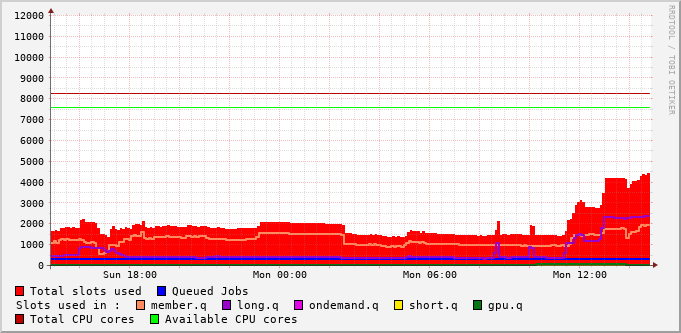 12000
11000
10000
9000
8000
7000
6000
5000
4000
3000
2000
1000
0
Sun 18:00 Mon 00:00 Mon 06:00 Mon 12:00
Total slots used Queued Jobs
Slots used in : member.q long.q ondemand.q short.q gpu.q
Total CPU cores Available CPU cores
RRDTOOL / TOBI OETIKER